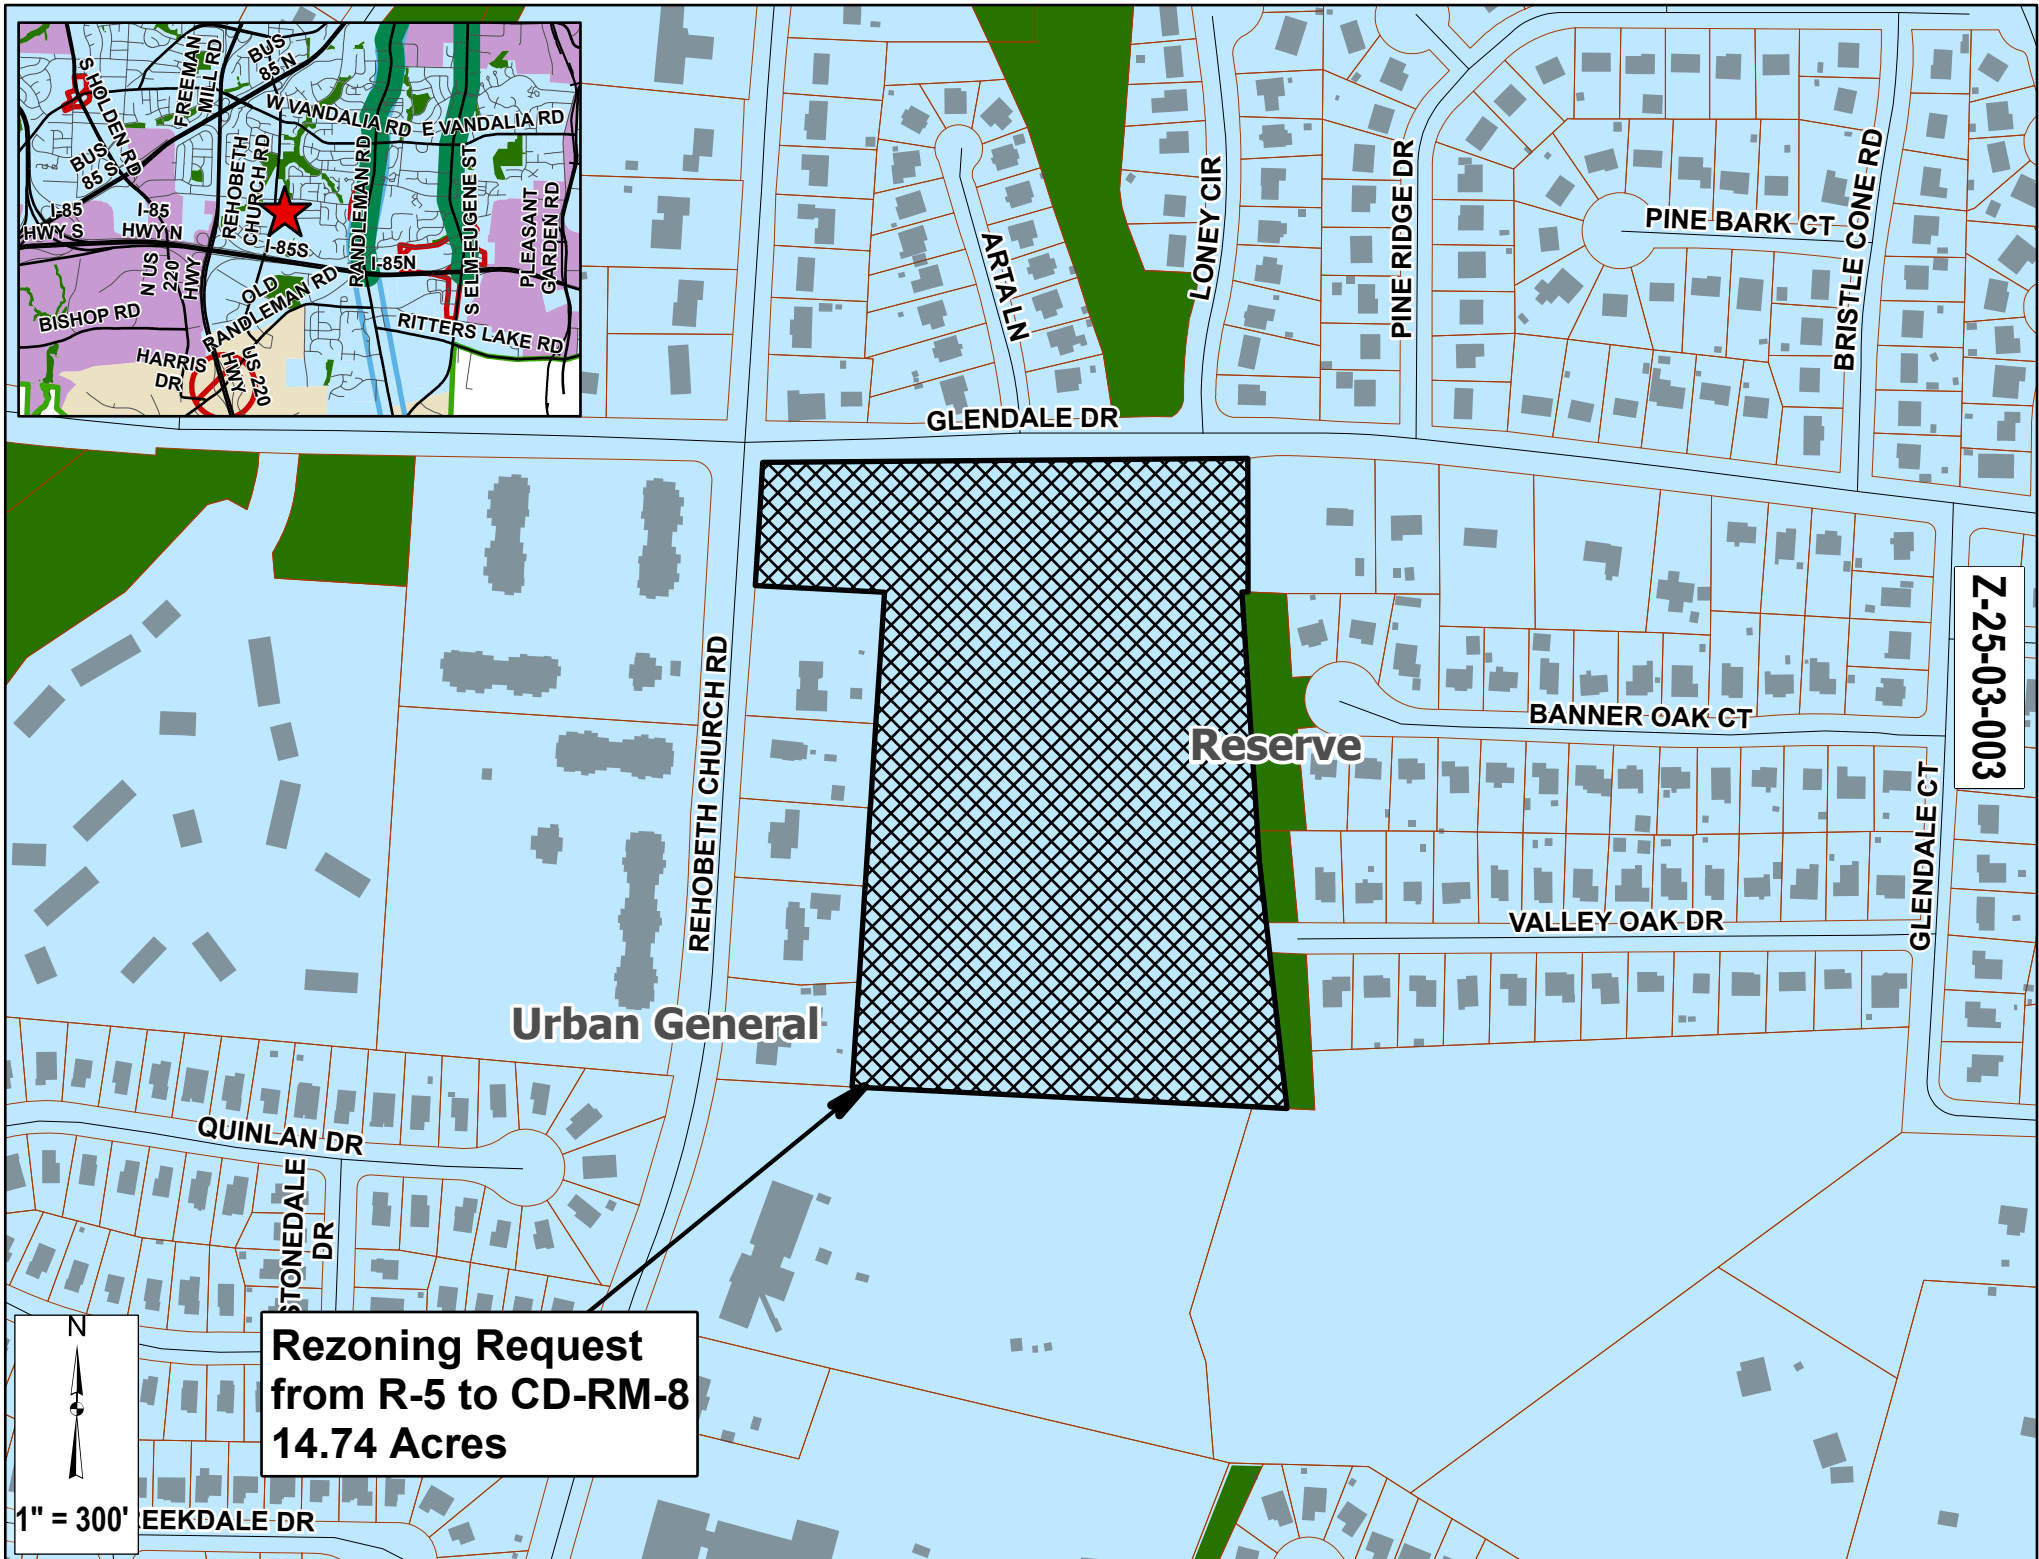 S HOLDEN RD
FREEMAN
MILL RD
BUS
85 N
W VANDALIA RD
E VANDALIA RD
BUS
85 S
REHOBETH
CHURCH RD
RANDLEMAN RD
S ELM-EUGENE ST
PLEASANT
GARDEN RD
I-85
HWY S
I-85
HWY N
I-85S
I-85N
N US
220
HWY
OLD
RANDLEMAN RD
BISHOP RD
RITTERS LAKE RD
HARRIS
DR
US 220
HWY
ARTA LN
LONEY CIR
PINE RIDGE DR
PINE BARK CT
BRISTLE CONE RD
GLENDALE DR
Z-25-03-003
REHOBETH CHURCH RD
BANNER OAK CT
Reserve
GLENDALE CT
VALLEY OAK DR
Urban General
QUINLAN DR
STONEDALE
DR
Rezoning Request
from R-5 to CD-RM-8
14.74 Acres
N
1" = 300'
REEKDALE DR